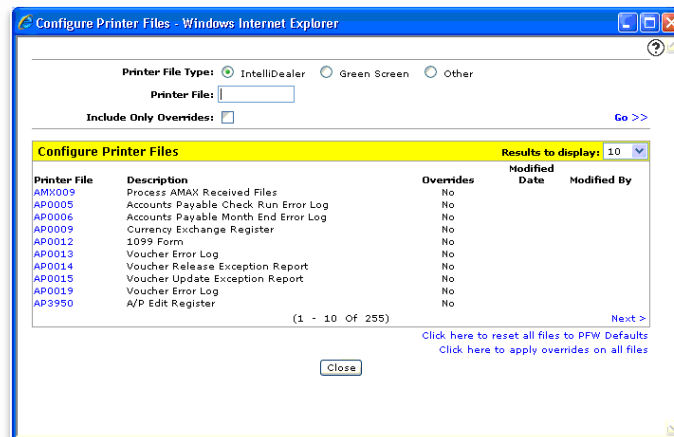 Configure Printer Files - Windows Internet Explorer
?
Printer File Type: IntelliDealer Green Screen Other
Printer File:
Include Only Overrides: Go >>
Configure Printer Files Results to display: 10
Printer File Description Overrides Modified Date Modified By
AMX009 Process AMAX Received Files No
AP0005 Accounts Payable Check Run Error Log No
AP0006 Accounts Payable Month End Error Log No
AP0009 Currency Exchange Register No
AP0012 1099 Form No
AP0013 Voucher Error Log No
AP0014 Voucher Release Exception Report No
AP0015 Voucher Update Exception Report No
AP0019 Voucher Error Log No
AP3950 A/P Edit Register No
(1 - 10 Of 255) Next >
Click here to reset all files to PFW Defaults
Click here to apply overrides on all files
Close